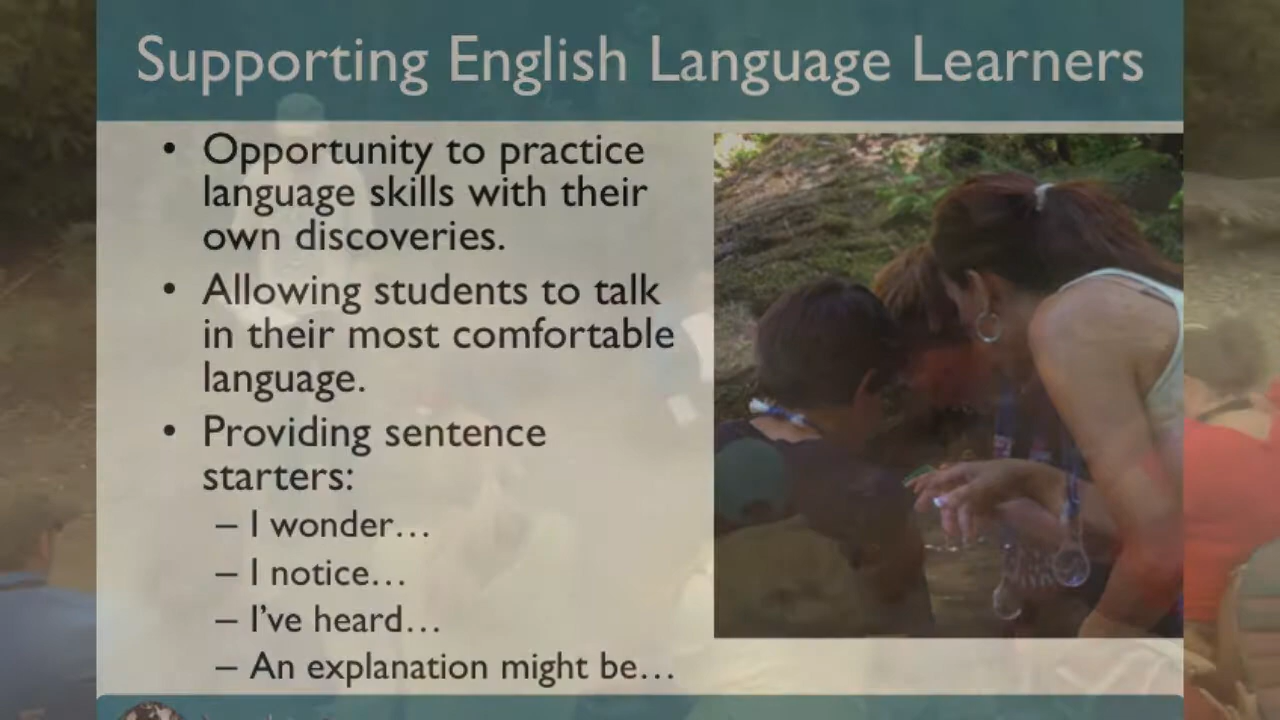 Supporting English Language Learners
• Opportunity to practice
language skills with their
own discoveries.
• Allowing students to talk
in their most comfortable
language.
• Providing sentence
starters:
– I wonder…
– I notice…
– I've heard…
– An explanation might be…